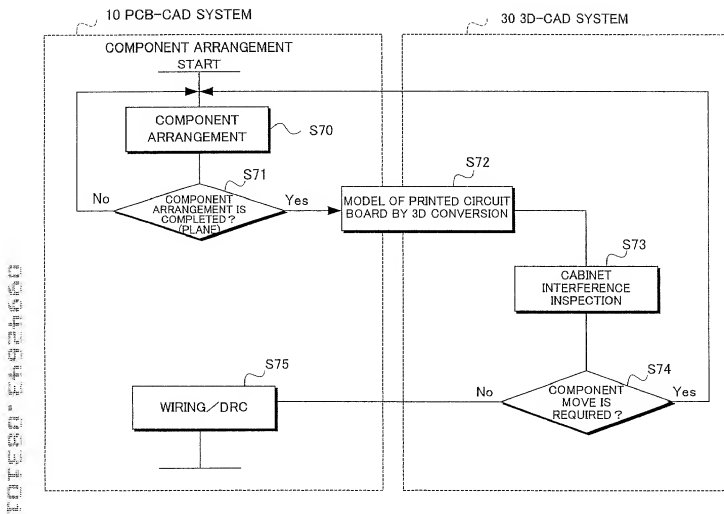 10 PCB-CAD SYSTEM
30 3D-CAD SYSTEM
COMPONENT ARRANGEMENT
START
COMPONENT
ARRANGEMENT
S70
S71
No
COMPONENT
ARRANGEMENT IS
COMPLETED?
(PLANE)
Yes
S72
MODEL OF PRINTED CIRCUIT
BOARD BY 3D CONVERSION
S73
CABINET
INTERFERENCE
INSPECTION
S74
No
COMPONENT
MOVE IS
REQUIRED?
Yes
S75
WIRING/DRC